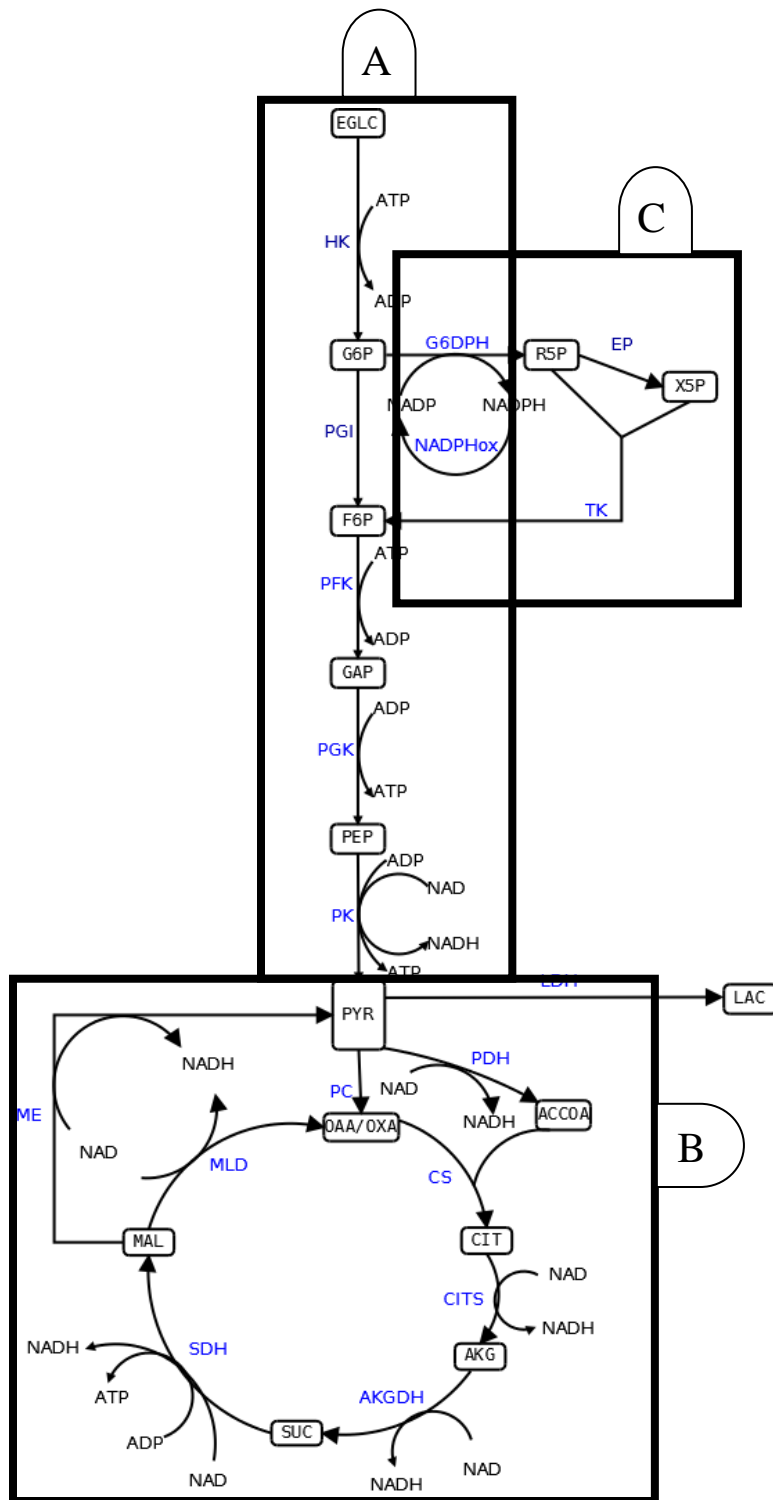 A
EGLC
ATP
HK
ADP
C
G6P
G6DPH
R5P
EP
X5P
NADP
NADPH
PGI
NADPHox
F6P
TK
ATP
PFK
ADP
GAP
ADP
PGK
ATP
PEP
ADP
NAD
PK
NADH
ATP
LDH
PYR
LAC
NADH
PDH
PC
NAD
ME
NADH
ACCOA
OAA/OXA
NAD
MLD
CS
B
MAL
CIT
NAD
CITS
NADH
NADH
SDH
AKG
ATP
AKGDH
ADP
SUC
NAD
NADH
NAD